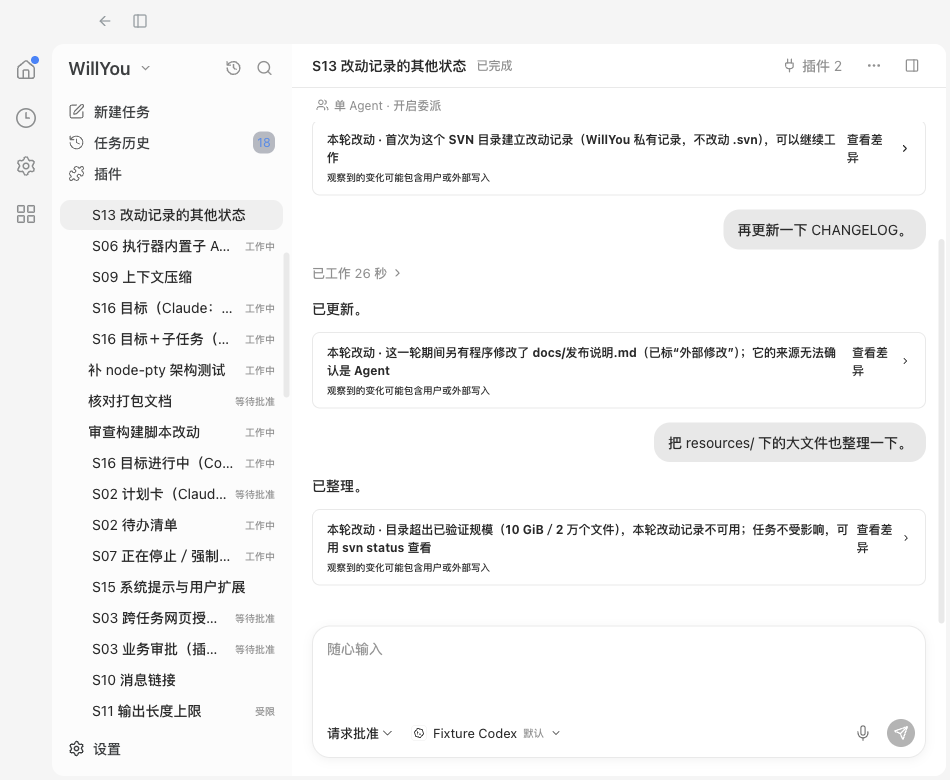 WillYou
新建任务
任务历史 18
插件
S13 改动记录的其他状态
S06 执行器内置子 A... 工作中
S09 上下文压缩
S16 目标（Claude：... 工作中
S16 目标＋子任务（... 工作中
补 node-pty 架构测试 工作中
核对打包文档 等待批准
审查构建脚本改动 工作中
S16 目标进行中（Co... 工作中
S02 计划卡（Claud... 等待批准
S02 待办清单 工作中
S07 正在停止 / 强制... 工作中
S15 系统提示与用户扩展
S03 跨任务网页授... 等待批准
S03 业务审批（插... 等待批准
S10 消息链接
S11 输出长度上限 受限
设置
S13 改动记录的其他状态 已完成 插件 2
单 Agent · 开启委派
本轮改动 · 首次为这个 SVN 目录建立改动记录（WillYou 私有记录，不改动 .svn），可以继续工 查看差
作 异
观察到的变化可能包含用户或外部写入
再更新一下 CHANGELOG。
已工作 26 秒
已更新。
本轮改动 · 这一轮期间另有程序修改了 docs/发布说明.md（已标“外部修改”）；它的来源无法确 查看差
认是 Agent 异
观察到的变化可能包含用户或外部写入
把 resources/ 下的大文件也整理一下。
已整理。
本轮改动 · 目录超出已验证规模（10 GiB / 2 万个文件），本轮改动记录不可用；任务不受影响，可 查看差
用 svn status 查看 异
观察到的变化可能包含用户或外部写入
随心输入
请求批准 Fixture Codex 默认